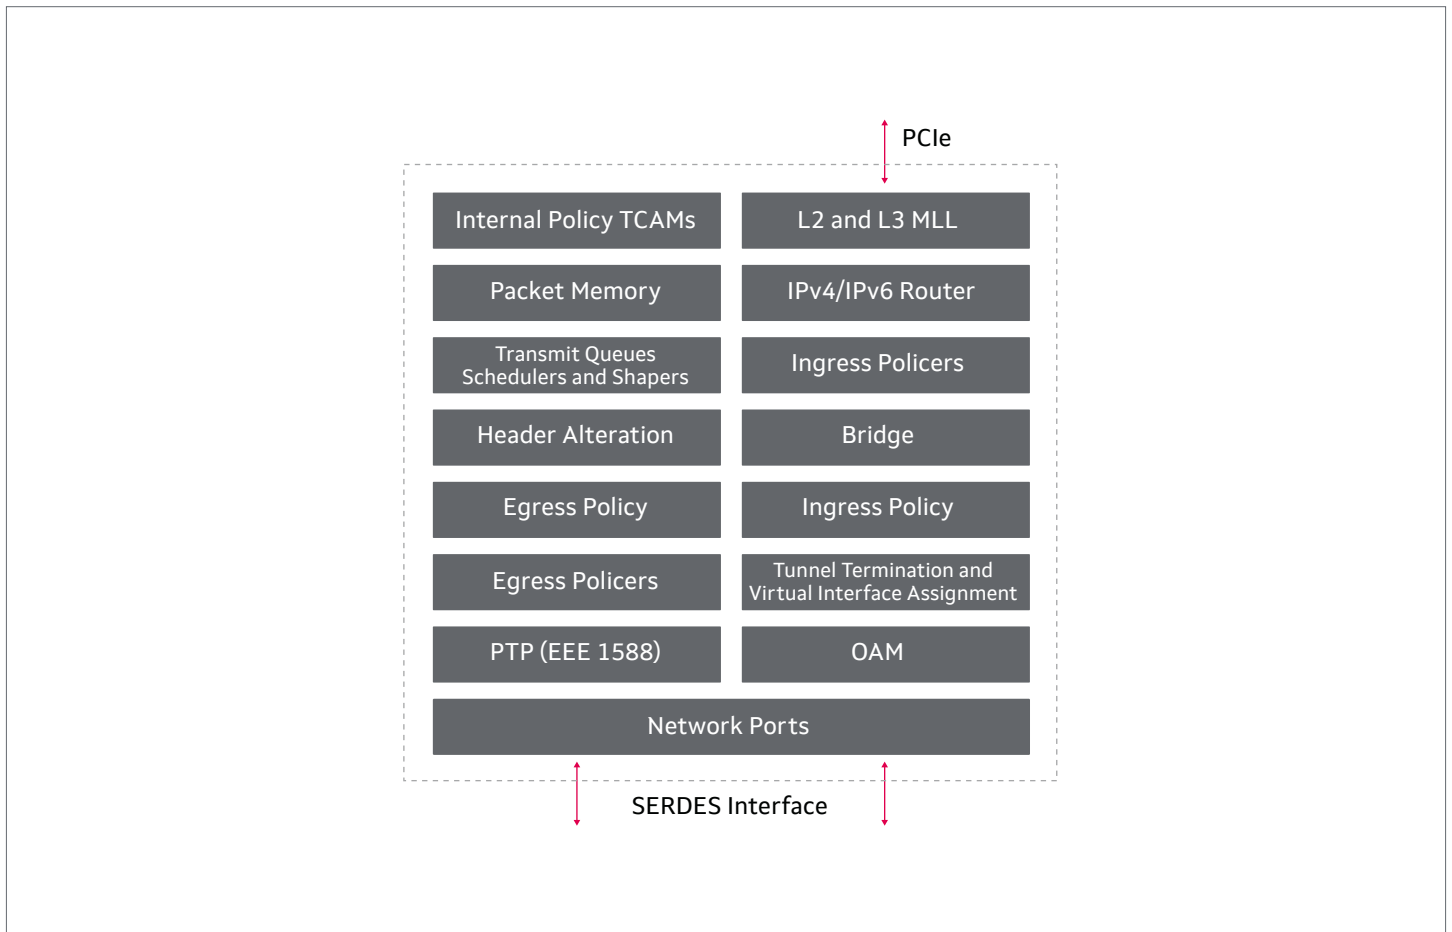 PCIe
Internal Policy TCAMs
L2 and L3 MLL
Packet Memory
IPv4/IPv6 Router
Transmit Queues
Schedulers and Shapers
Ingress Policers
Header Alteration
Bridge
Egress Policy
Ingress Policy
Egress Policers
Tunnel Termination and
Virtual Interface Assignment
PTP (EEE 1588)
OAM
Network Ports
SERDES Interface